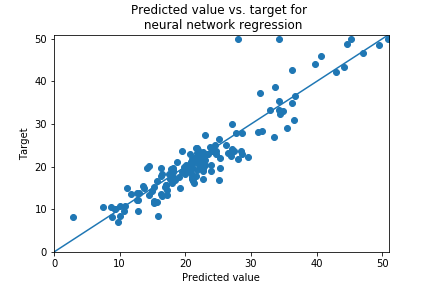 Predicted value vs. target for
neural network regression
50
40
30
20
10
0
Target
0 10 20 30 40 50
Predicted value